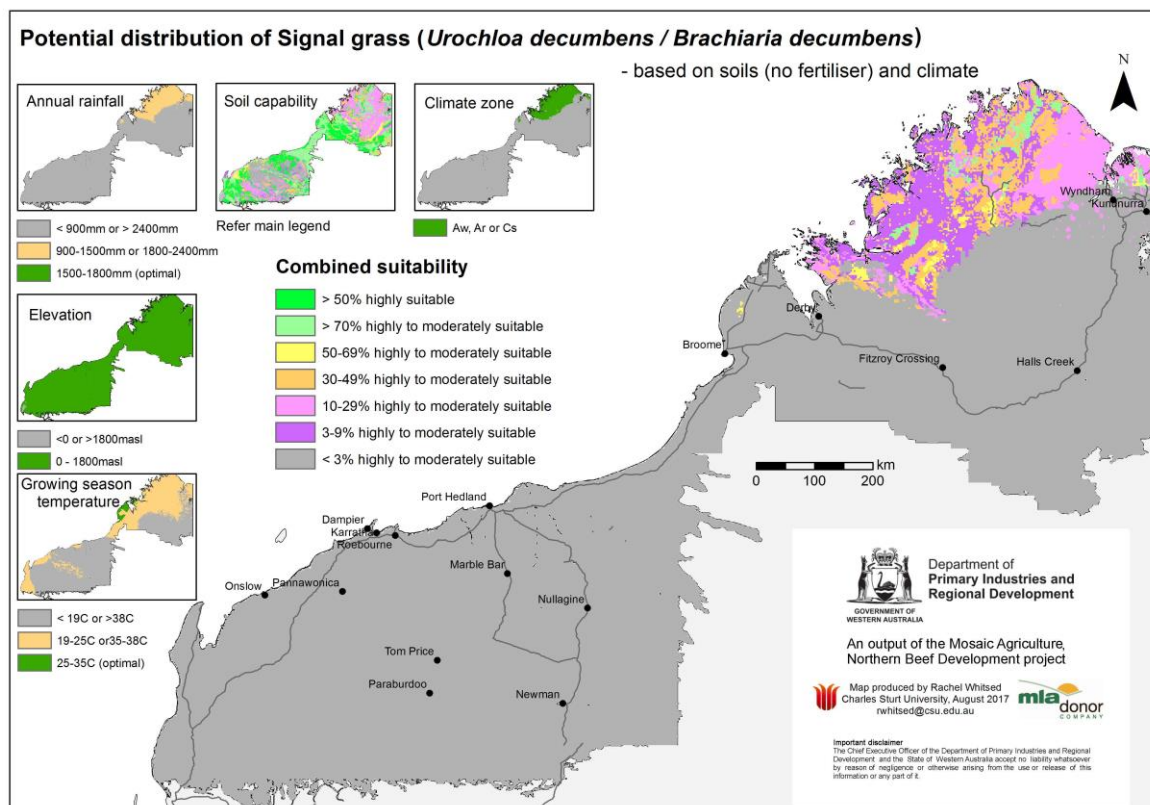 Potential distribution of Signal grass (Urochloa decumbens / Brachiaria decumbens)
- based on soils (no fertiliser) and climate
N
Annual rainfall
Soil capability
Climate zone
< 900mm or > 2400mm
900-1500mm or 1800-2400mm
1500-1800mm (optimal)
Refer main legend
Aw, Ar or Cs
Elevation
<0 or >1800masl
0 - 1800masl
Growing season
temperature
< 19C or >38C
19-25C or35-38C
25-35C (optimal)
Combined suitability
> 50% highly suitable
> 70% highly to moderately suitable
50-69% highly to moderately suitable
30-49% highly to moderately suitable
10-29% highly to moderately suitable
3-9% highly to moderately suitable
< 3% highly to moderately suitable
Wyndham
Kununurra
Derby
Broome
Fitzroy Crossing
Halls Creek
km
0 50 100 200
Port Hedland
Dampier
Karratha
Roebourne
Marble Bar
Onslow
Pannawonica
Nullagine
Tom Price
Paraburdoo
Newman
GOVERNMENT OF
WESTERN AUSTRALIA
Department of
Primary Industries and
Regional Development
An output of the Mosaic Agriculture,
Northern Beef Development project
Map produced by Rachel Whitsed
Charles Sturt University, August 2017
rwhitsed@csu.edu.au
mla
donor
COMPANY
Important disclaimer
The Chief Executive Officer of the Department of Primary Industries and Regional
Development and the State of Western Australia accept no liability whatsoever
by reason of negligence or otherwise arising from the use or release of this
information or any part of it.